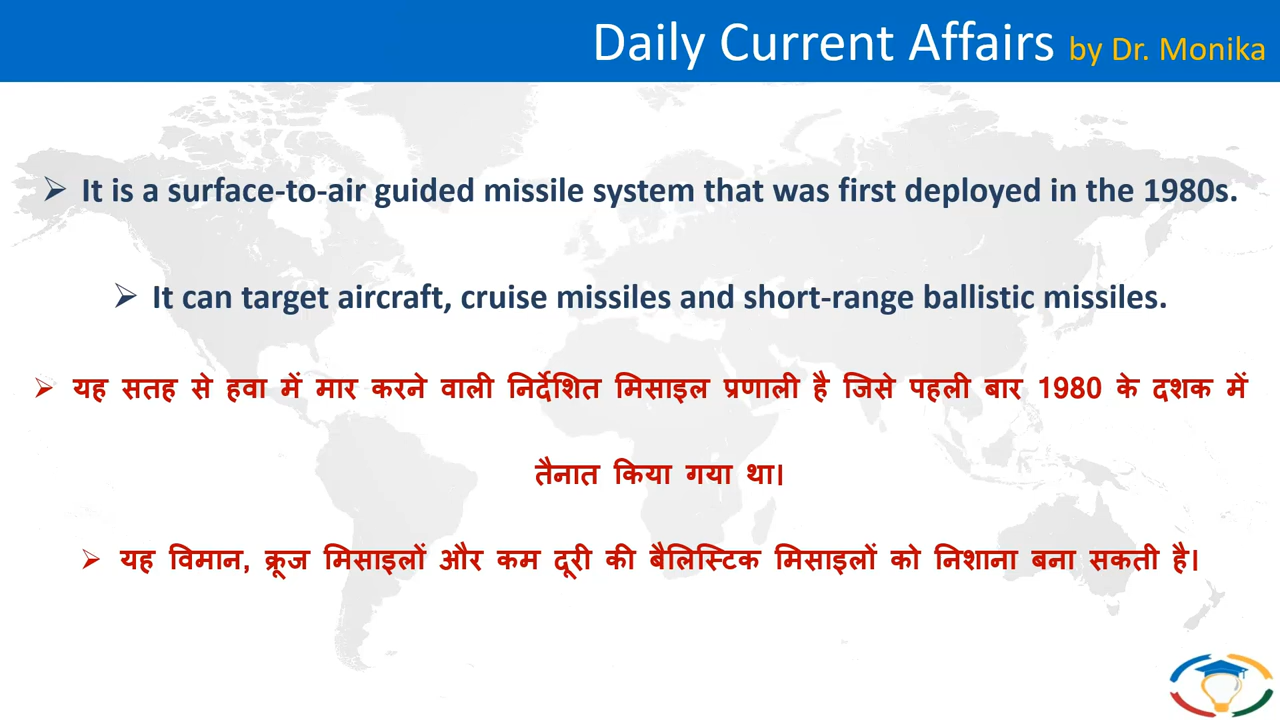 Daily Current Affairs by Dr. Monika
➢ It is a surface-to-air guided missile system that was first deployed in the 1980s.
➢ It can target aircraft, cruise missiles and short-range ballistic missiles.
➢ यह सतह से हवा में मार करने वाली निर्देशित मिसाइल प्रणाली है जिसे पहली बार 1980 के दशक में
तैनात किया गया था।
➢ यह विमान, क्रूज मिसाइलों और कम दूरी की बैलिस्टिक मिसाइलों को निशाना बना सकती है।